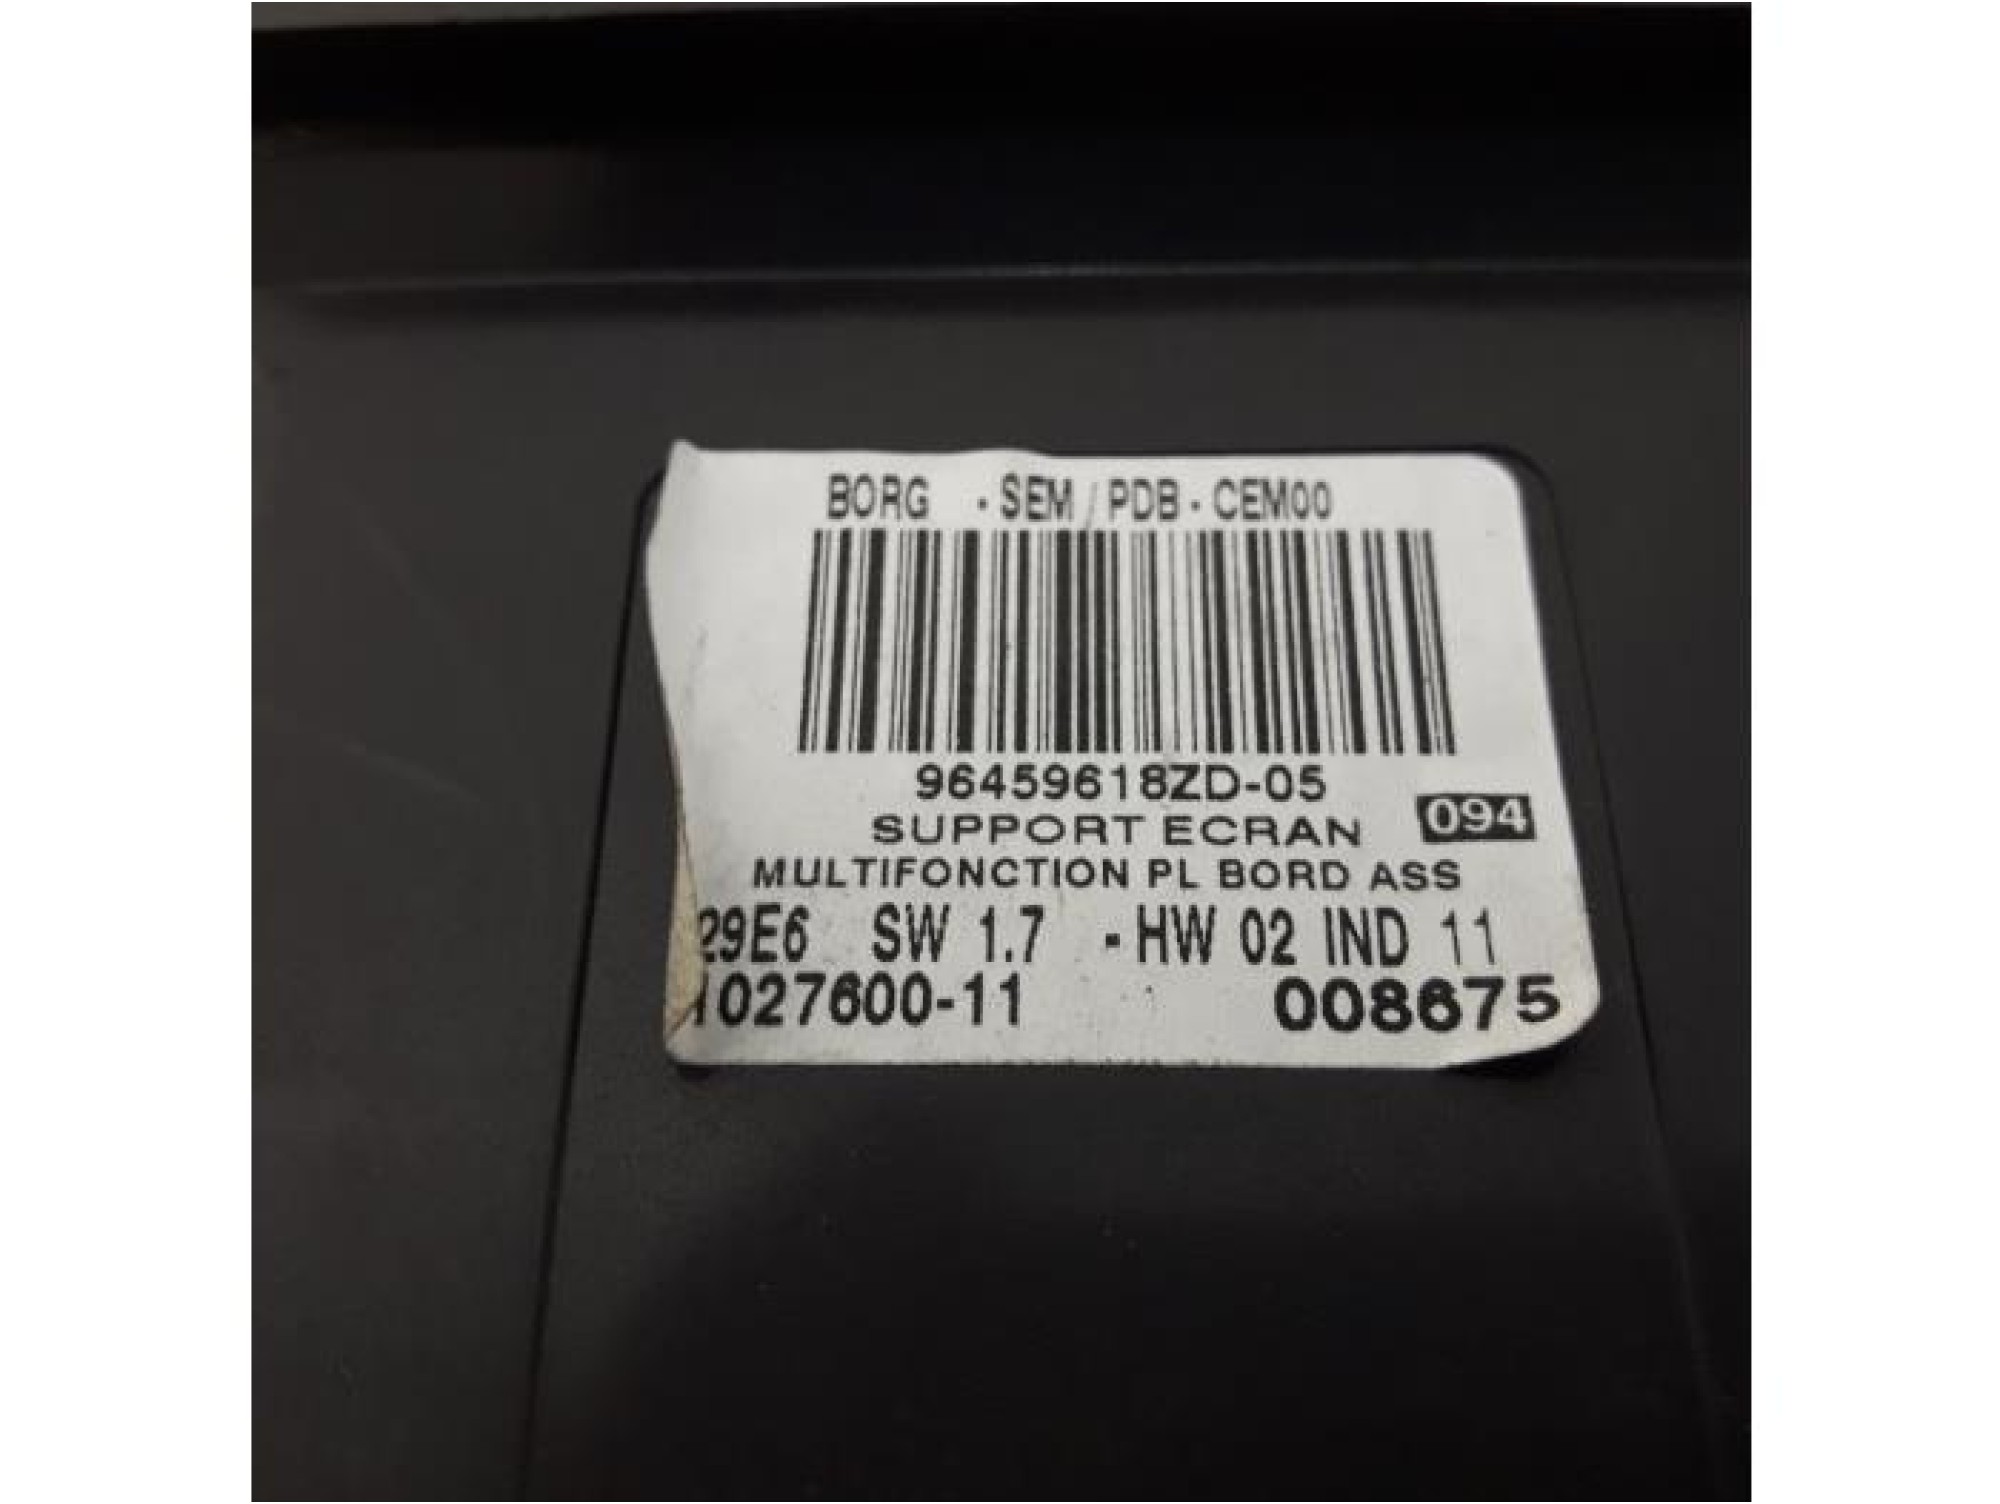 BORG - SEM / PDB - CEM00
96459618ZD-05
SUPPORT ECRAN 094
MULTIFONCTION PL BORD ASS
29E6 SW 1.7 - HW 02 IND 11
1027600-11 008675